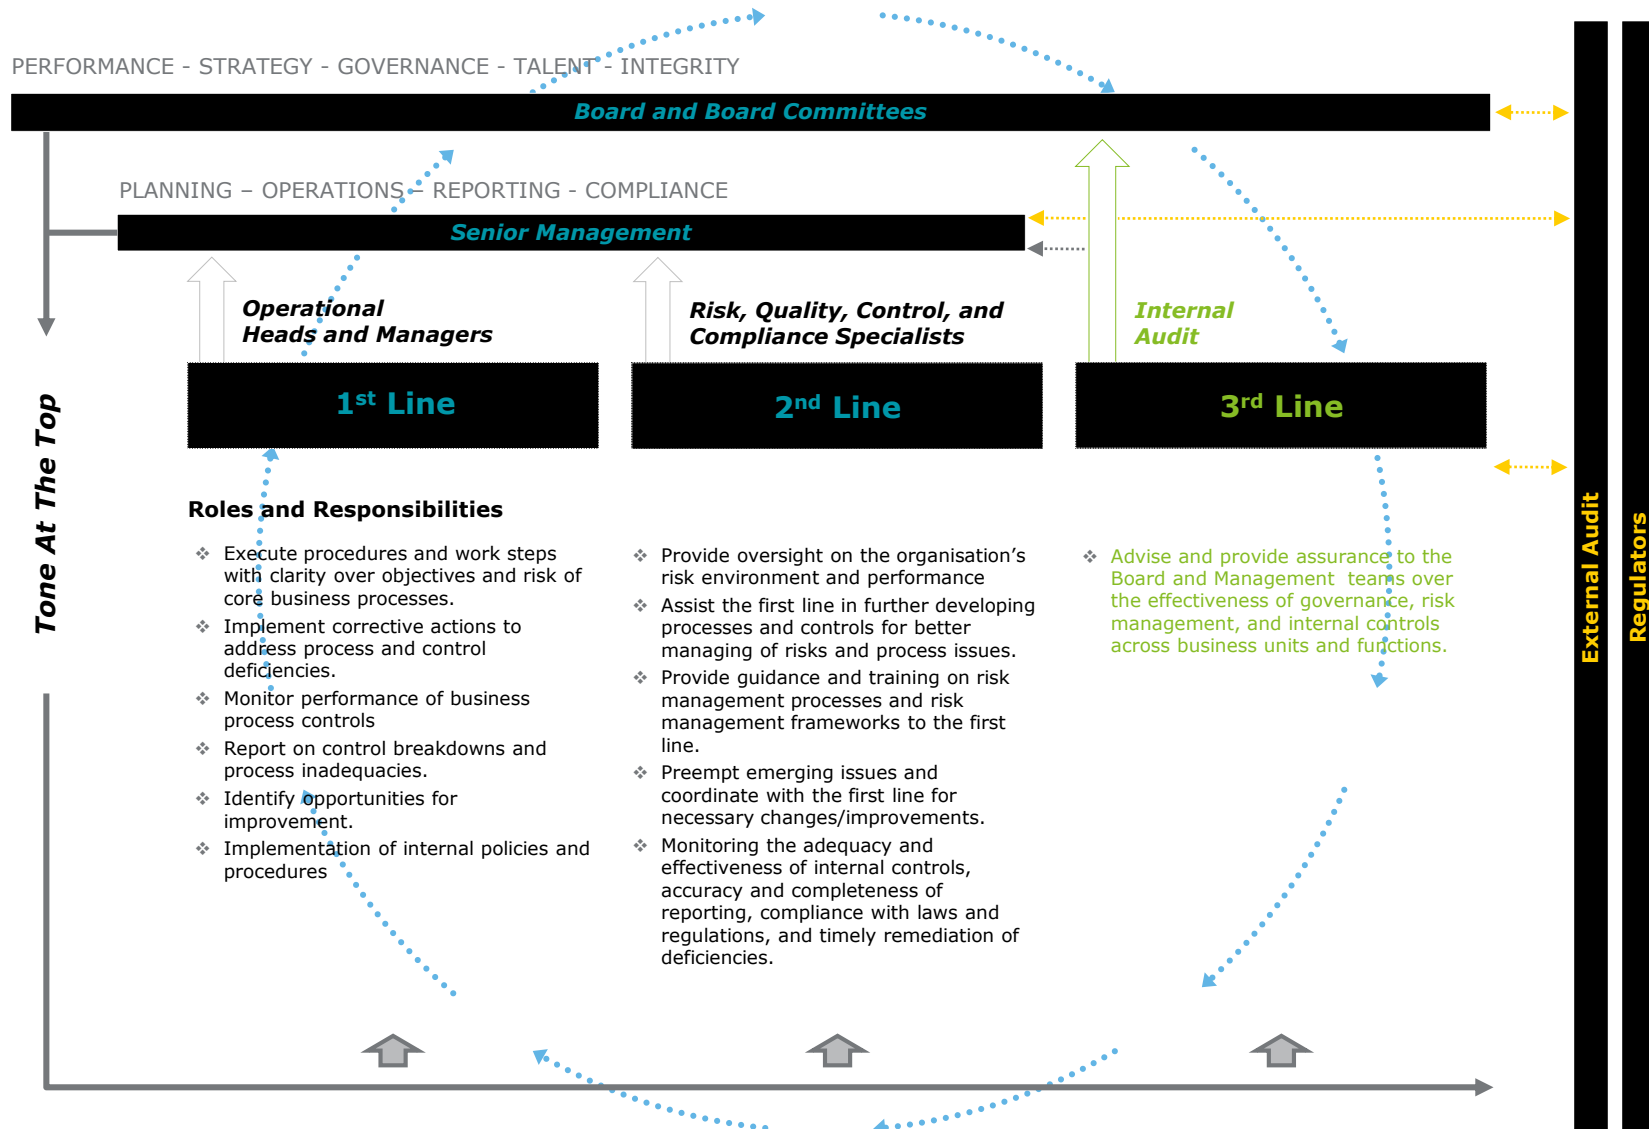 PERFORMANCE - STRATEGY - GOVERNANCE - TALENT - INTEGRITY
Board and Board Committees
PLANNING – OPERATIONS – REPORTING - COMPLIANCE
Senior Management
Operational
Heads and Managers
Risk, Quality, Control, and
Compliance Specialists
Internal
Audit
1st Line
2nd Line
3rd Line
Tone At The Top
Roles and Responsibilities
❖ Execute procedures and work steps
with clarity over objectives and risk of
core business processes.
❖ Implement corrective actions to
address process and control
deficiencies.
❖ Monitor performance of business
process controls
❖ Report on control breakdowns and
process inadequacies.
❖ Identify opportunities for
improvement.
❖ Implementation of internal policies and
procedures
❖ Provide oversight on the organisation’s
risk environment and performance
❖ Assist the first line in further developing
processes and controls for better
managing of risks and process issues.
❖ Provide guidance and training on risk
management processes and risk
management frameworks to the first
line.
❖ Preempt emerging issues and
coordinate with the first line for
necessary changes/improvements.
❖ Monitoring the adequacy and
effectiveness of internal controls,
accuracy and completeness of
reporting, compliance with laws and
regulations, and timely remediation of
deficiencies.
❖ Advise and provide assurance to the
Board and Management  teams over
the effectiveness of governance, risk
management, and internal controls
across business units and functions.
External Audit
Regulators